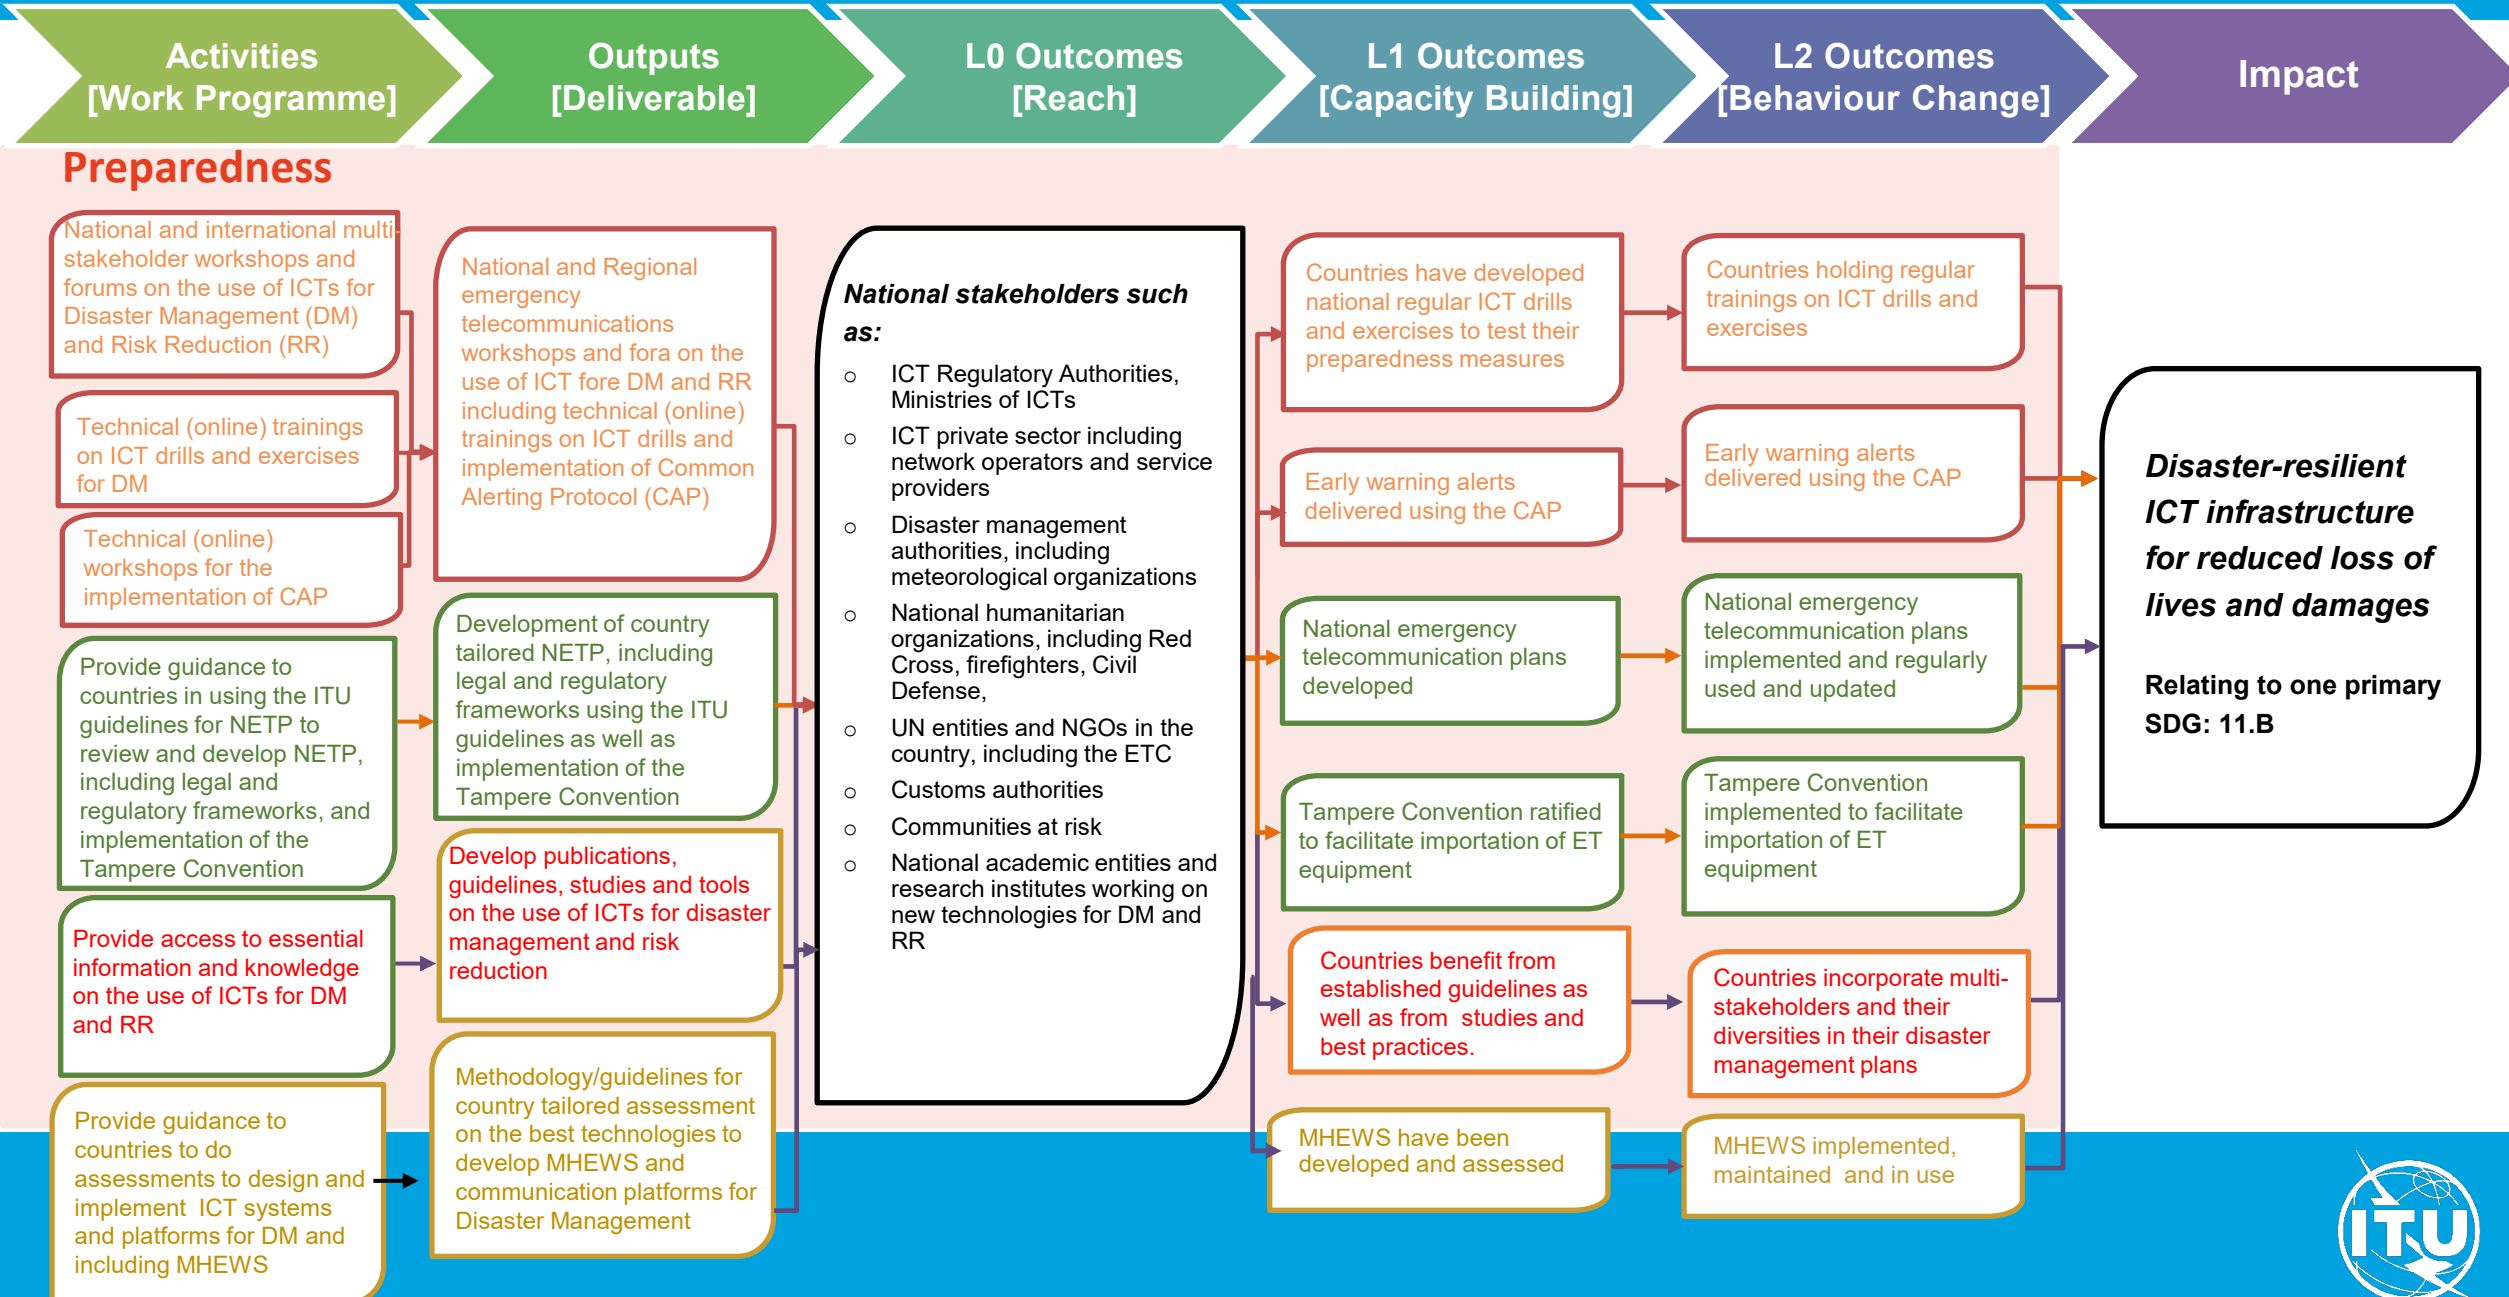 Activities
[Work Programme]
Outputs
[Deliverable]
L0 Outcomes
[Reach]
L1 Outcomes
[Capacity Building]
L2 Outcomes
[Behaviour Change]
Impact
Preparedness
National and international multi-
stakeholder workshops and
forums on the use of ICTs for
Disaster Management (DM)
and Risk Reduction (RR)
Technical (online) trainings
on ICT drills and exercises
for DM
Technical (online)
workshops for the
implementation of CAP
Provide guidance to
countries in using the ITU
guidelines for NETP to
review and develop NETP,
including legal and
regulatory frameworks, and
implementation of the
Tampere Convention
Provide access to essential
information and knowledge
on the use of ICTs for DM
and RR
Provide guidance to
countries to do
assessments to design and
implement  ICT systems
and platforms for DM and
including MHEWS
National and Regional
emergency
telecommunications
workshops and fora on the
use of ICT fore DM and RR
including technical (online)
trainings on ICT drills and
implementation of Common
Alerting Protocol (CAP)
Development of country
tailored NETP, including
legal and regulatory
frameworks using the ITU
guidelines as well as
implementation of the
Tampere Convention
Develop publications,
guidelines, studies and tools
on the use of ICTs for disaster
management and risk
reduction
Methodology/guidelines for
country tailored assessment
on the best technologies to
develop MHEWS and
communication platforms for
Disaster Management
National stakeholders such
as:
o ICT Regulatory Authorities,
Ministries of ICTs
o ICT private sector including
network operators and service
providers
o Disaster management
authorities, including
meteorological organizations
o National humanitarian
organizations, including Red
Cross, firefighters, Civil
Defense,
o UN entities and NGOs in the
country, including the ETC
o Customs authorities
o Communities at risk
o National academic entities and
research institutes working on
new technologies for DM and
RR
Countries have developed
national regular ICT drills
and exercises to test their
preparedness measures
Early warning alerts
delivered using the CAP
National emergency
telecommunication plans
developed
Tampere Convention ratified
to facilitate importation of ET
equipment
Countries benefit from
established guidelines as
well as from  studies and
best practices.
MHEWS have been
developed and assessed
Countries holding regular
trainings on ICT drills and
exercises
Early warning alerts
delivered using the CAP
National emergency
telecommunication plans
implemented and regularly
used and updated
Tampere Convention
implemented to facilitate
importation of ET
equipment
Countries incorporate multi-
stakeholders and their
diversities in their disaster
management plans
MHEWS implemented,
maintained  and in use
Disaster-resilient
ICT infrastructure
for reduced loss of
lives and damages
Relating to one primary
SDG: 11.B
ITU